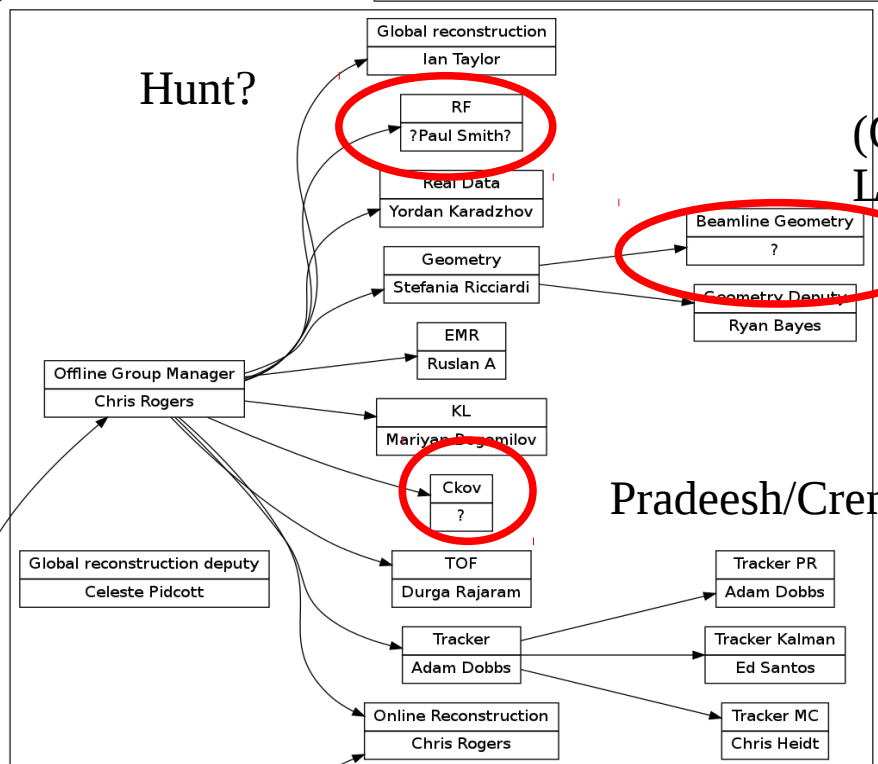 Global reconstruction
Ian Taylor
Hunt?
RF
?Paul Smith?
(
L
Real Data
Yordan Karadzhov
Beamline Geometry
?
Geometry
Stefania Ricciardi
Geometry Deputy
Ryan Bayes
EMR
Ruslan A
Offline Group Manager
Chris Rogers
KL
Mariyan Bogomilov
Ckov
?
Pradeesh/Crem
Global reconstruction deputy
Celeste Pidcott
TOF
Durga Rajaram
Tracker PR
Adam Dobbs
Tracker
Adam Dobbs
Tracker Kalman
Ed Santos
Online Reconstruction
Chris Rogers
Tracker MC
Chris Heidt